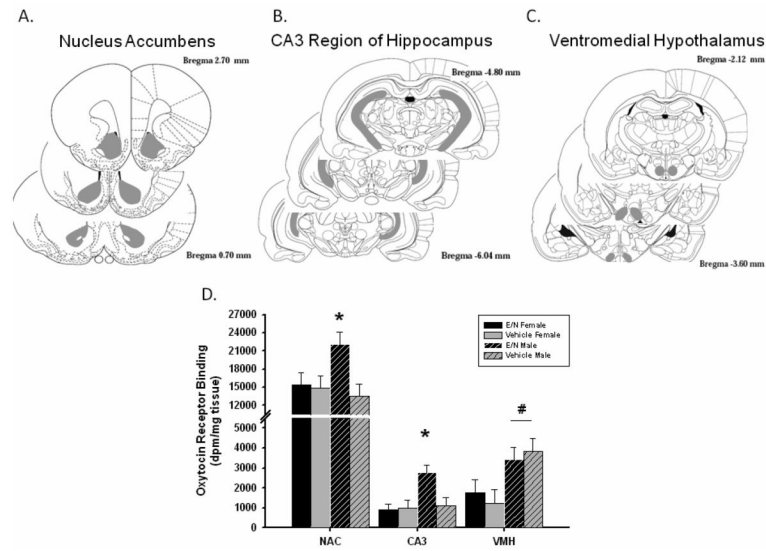 A.
Nucleus Accumbens
Bregma 2.70 mm
Bregma 0.70 mm
B.
CA3 Region of Hippocampus
Bregma -4.80 mm
Bregma -6.04 mm
C.
Ventromedial Hypothalamus
Bregma -2.12 mm
Bregma -3.60 mm
D.
Oxytocin Receptor Binding
(dpm/mg tissue)
27000
24000
21000
18000
15000
12000
5000
4000
3000
2000
1000
0
*
*
#
E/N Female
Vehicle Female
E/N Male
Vehicle Male
NAC
CA3
VMH